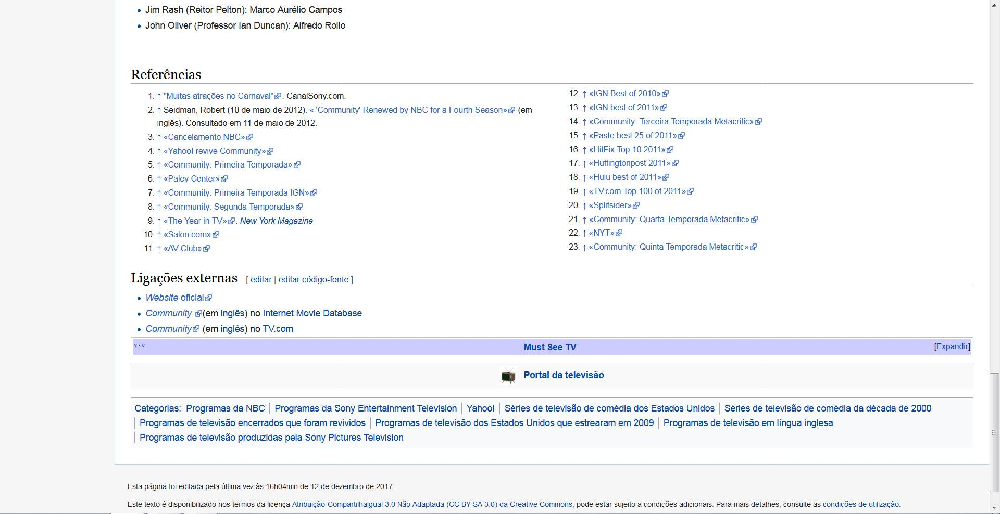 Jim Rash (Reitor Pelton): Marco Aurélio Campos
John Oliver (Professor Ian Duncan): Alfredo Rollo
Referências
1. ↑ "Muitas atrações no Carnaval". CanalSony.com.
2. ↑ Seidman, Robert (10 de maio de 2012). « 'Community' Renewed by NBC for a Fourth Season» (em
inglês). Consultado em 11 de maio de 2012.
3. ↑ «Cancelamento NBC»
4. ↑ «Yahoo! revive Community»
5. ↑ «Community: Primeira Temporada»
6. ↑ «Paley Center»
7. ↑ «Community: Primeira Temporada IGN»
8. ↑ «Community: Segunda Temporada»
9. ↑ «The Year in TV». New York Magazine
10. ↑ «Salon.com»
11. ↑ «AV Club»
12. ↑ «IGN Best of 2010»
13. ↑ «IGN best of 2011»
14. ↑ «Community: Terceira Temporada Metacritic»
15. ↑ «Paste best 25 of 2011»
16. ↑ «HitFix Top 10 2011»
17. ↑ «Huffingtonpost 2011»
18. ↑ «Hulu best of 2011»
19. ↑ «TV.com Top 100 of 2011»
20. ↑ «Splitsider»
21. ↑ «Community: Quarta Temporada Metacritic»
22. ↑ «NYT»
23. ↑ «Community: Quinta Temporada Metacritic»
Ligações externas [ editar | editar código-fonte ]
Website oficial
Community (em inglês) no Internet Movie Database
Community (em inglês) no TV.com
v • e Must See TV [Expandir]
Portal da televisão
Categorias: Programas da NBC | Programas da Sony Entertainment Television | Yahoo! | Séries de televisão de comédia dos Estados Unidos | Séries de televisão de comédia da década de 2000
| Programas de televisão encerrados que foram revividos | Programas de televisão dos Estados Unidos que estrearam em 2009 | Programas de televisão em língua inglesa
| Programas de televisão produzidas pela Sony Pictures Television
Esta página foi editada pela última vez às 16h04min de 12 de dezembro de 2017.
Este texto é disponibilizado nos termos da licença Atribuição-CompartilhaIgual 3.0 Não Adaptada (CC BY-SA 3.0) da Creative Commons; pode estar sujeito a condições adicionais. Para mais detalhes, consulte as condições de utilização.